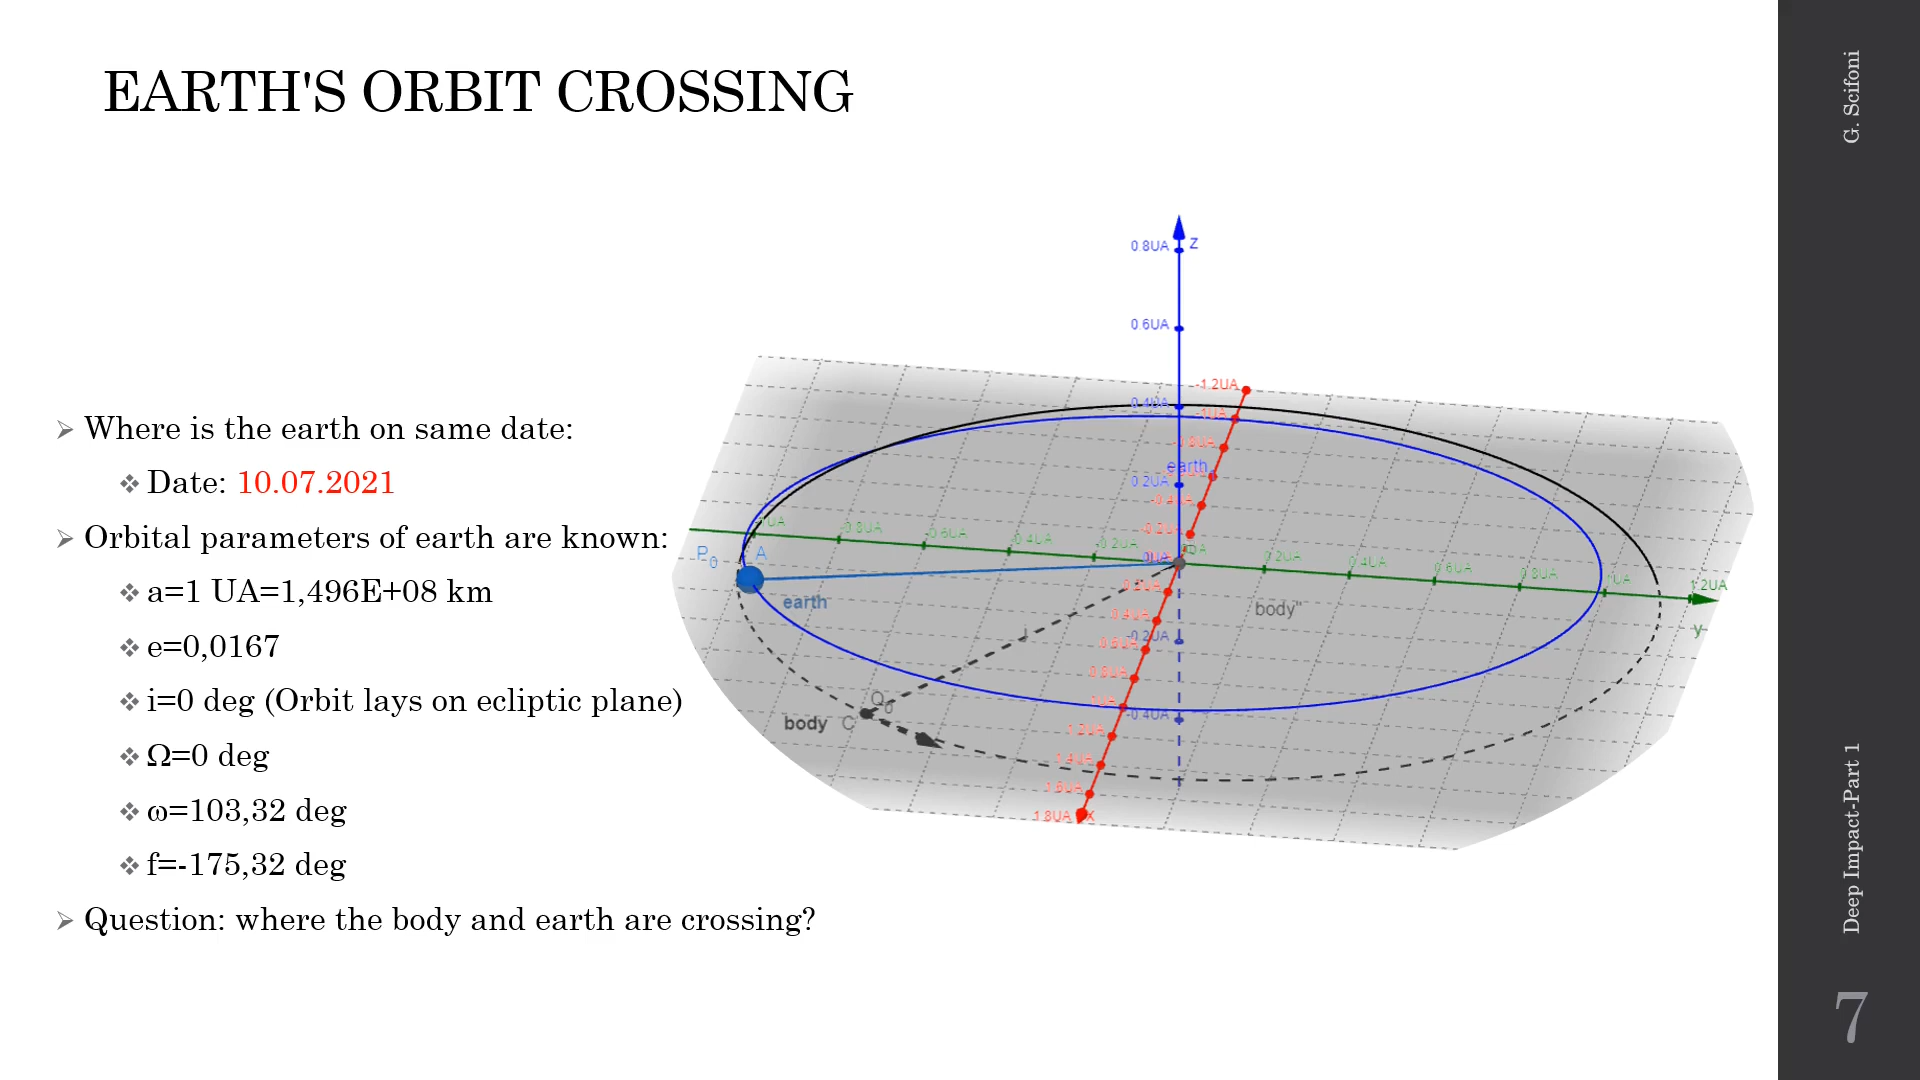 EARTH'S ORBIT CROSSING
Where is the earth on same date:
Date: 10.07.2021
Orbital parameters of earth are known:
a=1 UA=1,496E+08 km
e=0,0167
i=0 deg (Orbit lays on ecliptic plane)
Ω=0 deg
ω=103,32 deg
f=-175,32 deg
Question: where the body and earth are crossing?
0.8UA
z
0.6UA
0.4UA
0.2UA
0UA
-0.2UA
-0.4UA
-1.2UA
-1UA
-0.8UA
-0.4UA
-0.2UA
0.2UA
0.4UA
0.6UA
0.8UA
1UA
1.2UA
1.4UA
1.6UA
1.8UA
x
-1UA
-0.8UA
-0.6UA
-0.4UA
-0.2UA
0.2UA
0.4UA
0.6UA
0.8UA
1UA
1.2UA
y
earth
P₀
A
earth
body"
Q₀
body
C
G. Scifoni
Deep Impact-Part 1
7